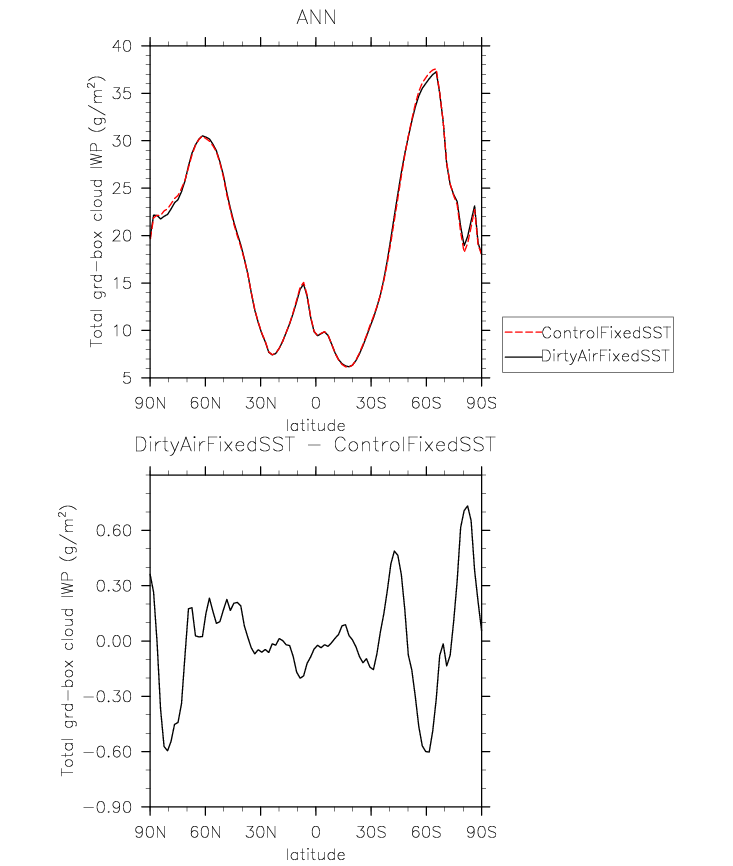 ANN
Total grd-box cloud IWP (g/m²)
40
35
30
25
20
15
10
5
90N 60N 30N 0 30S 60S 90S
latitude
ControlFixedSST
DirtyAirFixedSST
DirtyAirFixedSST - ControlFixedSST
Total grd-box cloud IWP (g/m²)
0.60
0.30
0.00
-0.30
-0.60
-0.90
90N 60N 30N 0 30S 60S 90S
latitude